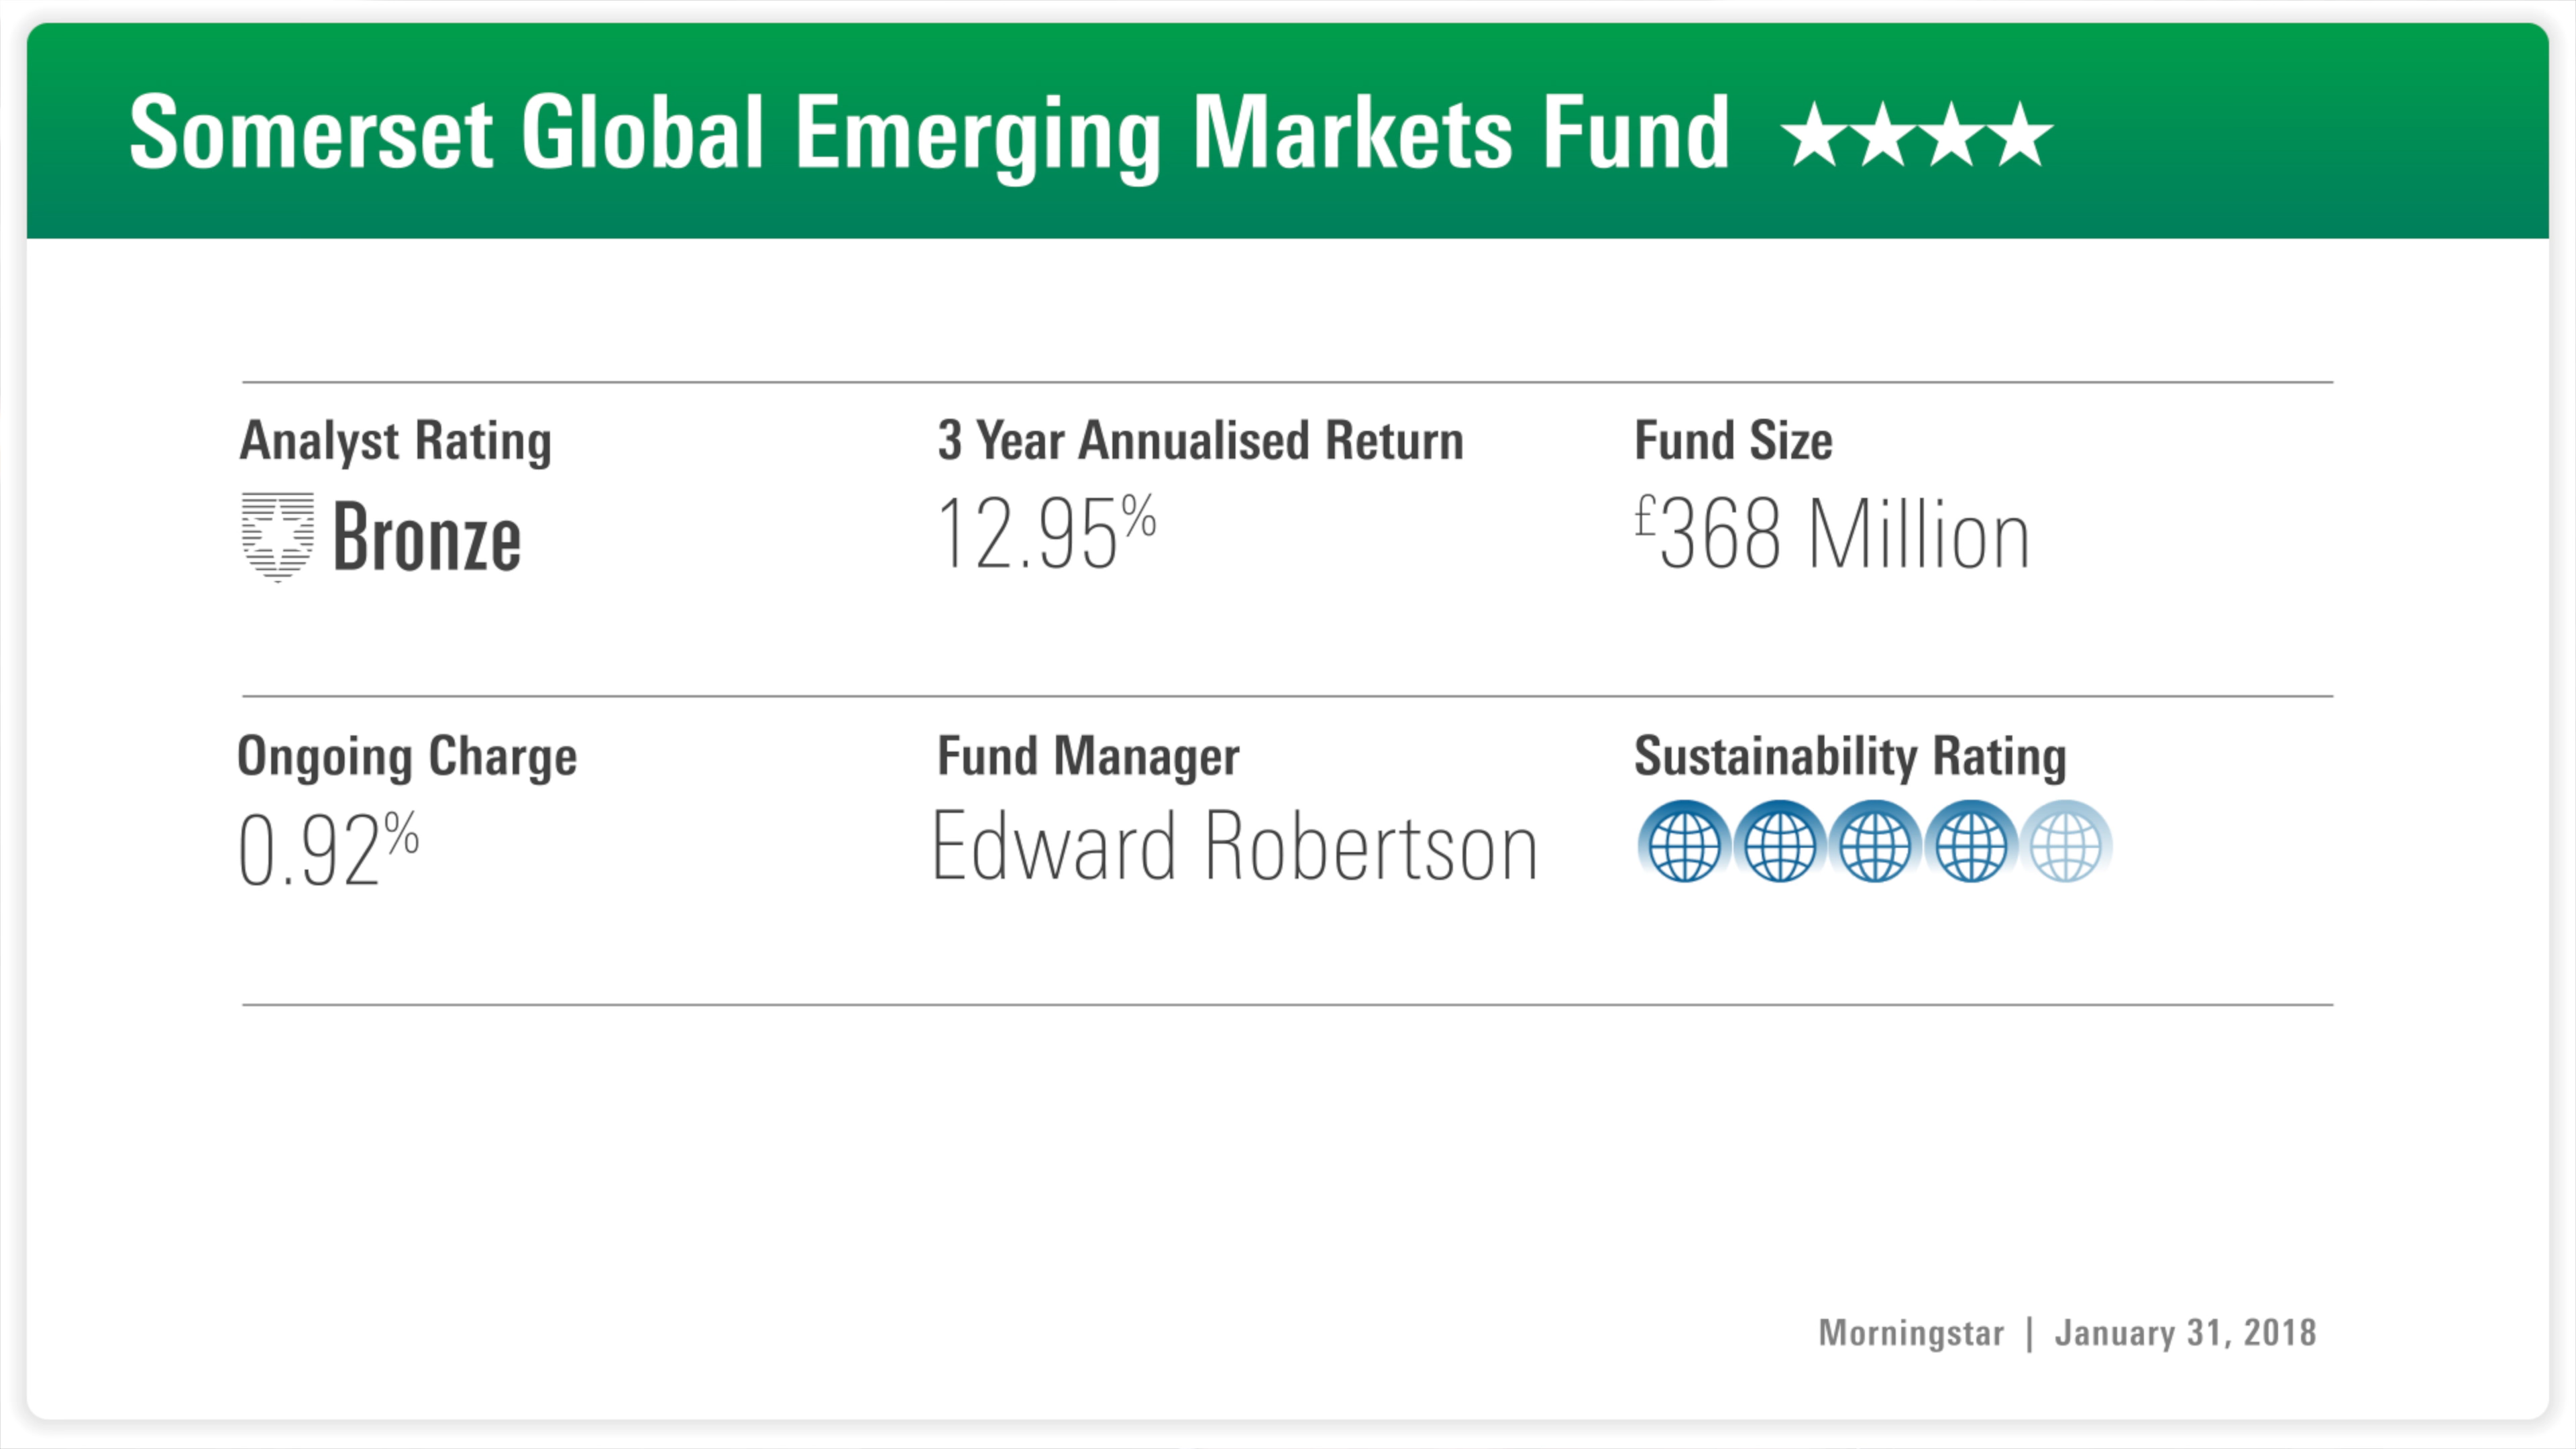 Somerset Global Emerging Markets Fund ★★★★
Analyst Rating
Bronze
3 Year Annualised Return
12.95%
Fund Size
£368 Million
Ongoing Charge
0.92%
Fund Manager
Edward Robertson
Sustainability Rating
Morningstar | January 31, 2018